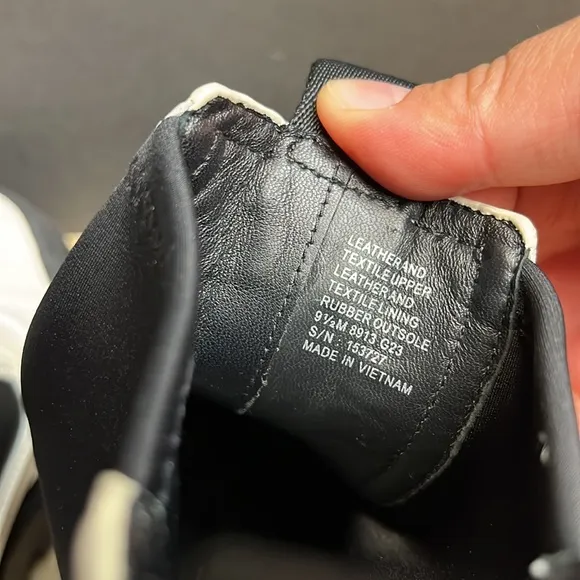 LEATHER AND
TEXTILE UPPER
LEATHER AND
TEXTILE LINING
RUBBER OUTSOLE
9½M 8913 G23
S/N : 153727
MADE IN VIETNAM